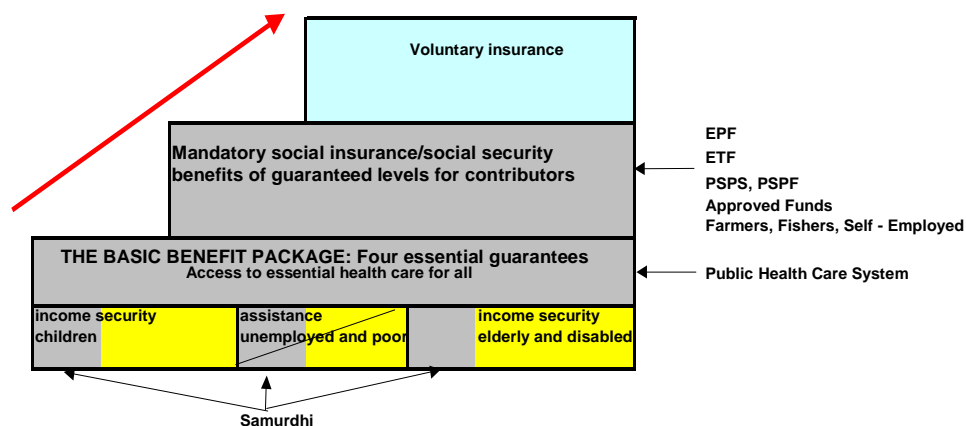 Voluntary insurance
EPF
ETF
PSPS, PSPF
Approved Funds
Farmers, Fishers, Self - Employed
Mandatory social insurance/social security
benefits of guaranteed levels for contributors
THE BASIC BENEFIT PACKAGE: Four essential guarantees
Access to essential health care for all
Public Health Care System
income security
children
assistance
unemployed and poor
income security
elderly and disabled
Samurdhi